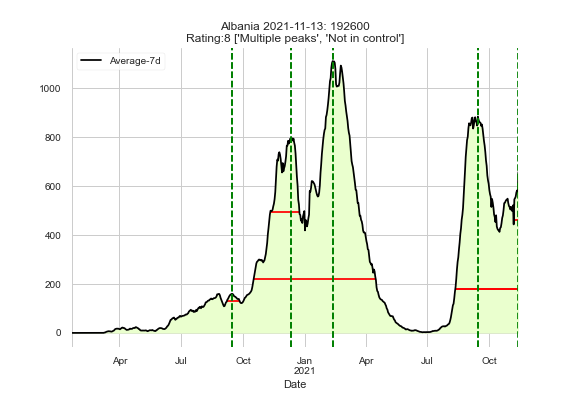 Albania 2021-11-13: 192600
Rating:8 ['Multiple peaks', 'Not in control']
Average-7d
1000
800
600
400
200
0
Apr Jul Oct Jan Apr Jul Oct
2021
Date